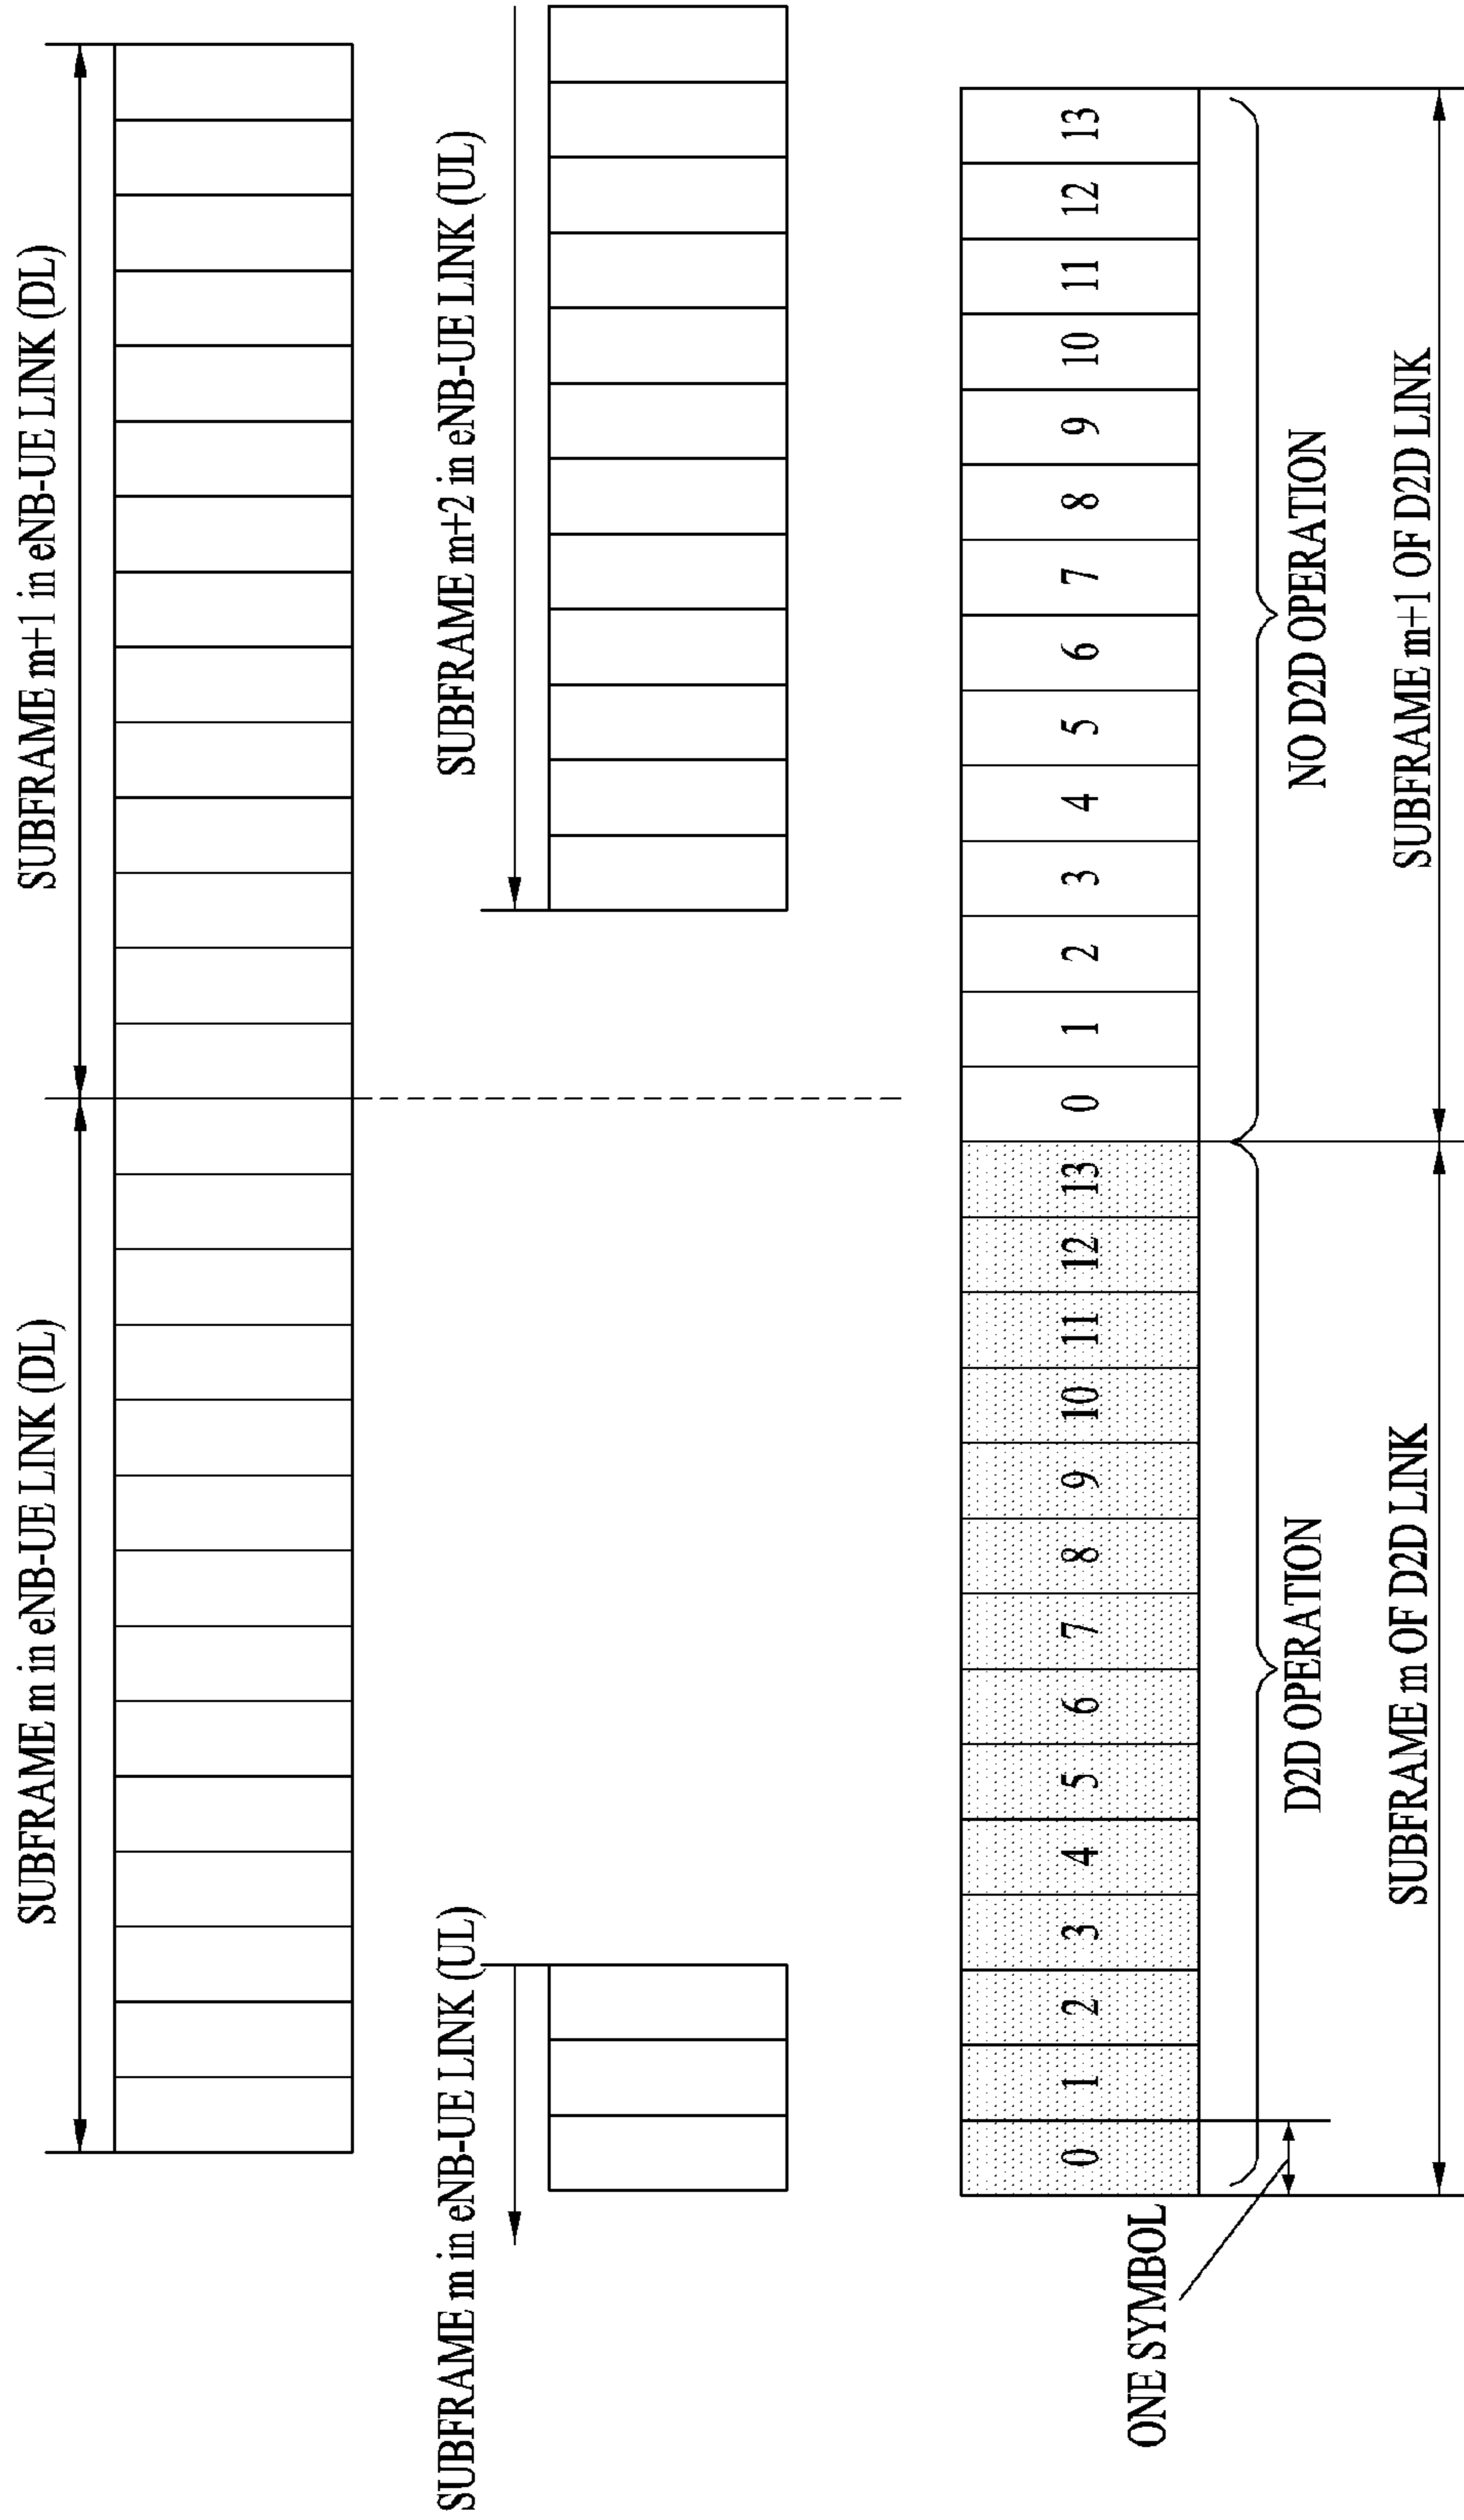 SUBFRAME m in eNB-UE LINK (DL)
SUBFRAME m+1 in eNB-UE LINK (DL)
SUBFRAME m in eNB-UE LINK (UL)
SUBFRAME m+2 in eNB-UE LINK (UL)
0 1 2 3 4 5 6 7 8 9 10 11 12 13 0 1 2 3 4 5 6 7 8 9 10 11 12 13
ONE SYMBOL
D2D OPERATION
NO D2D OPERATION
SUBFRAME m OF D2D LINK
SUBFRAME m+1 OF D2D LINK